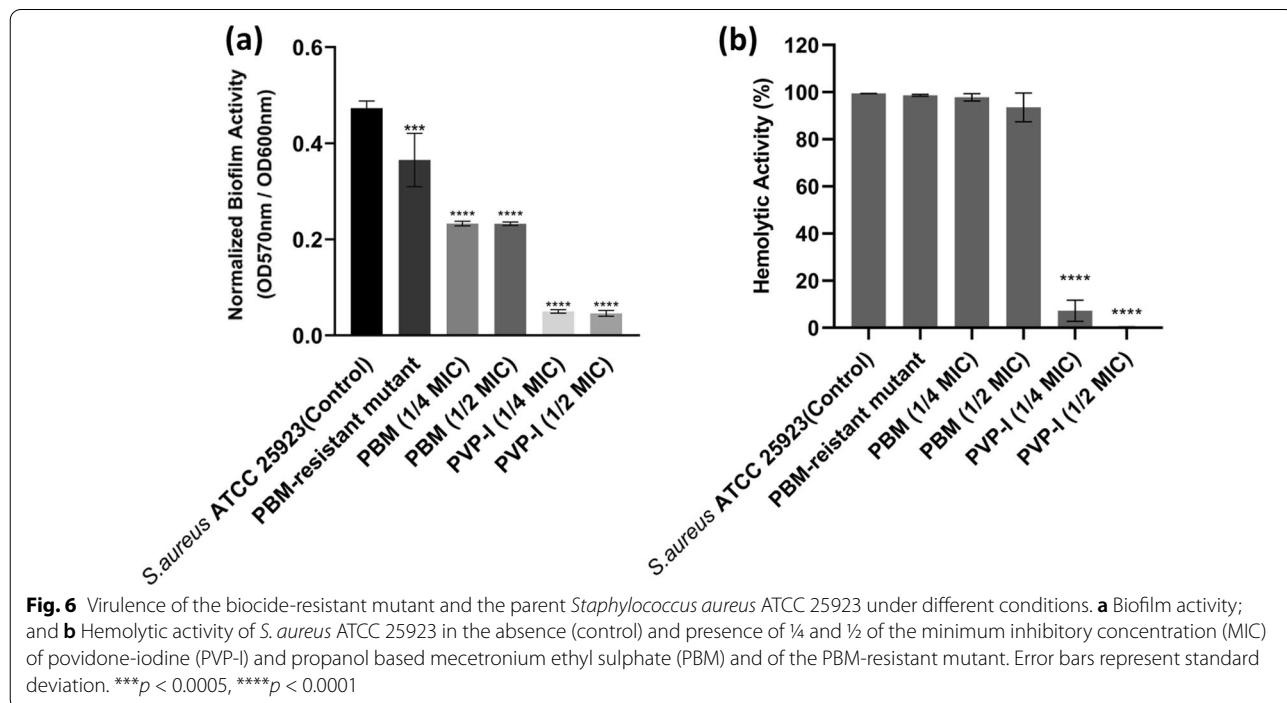 (a)
0.6
0.4
0.2
0.0
Normalized Biofilm Activity
(OD570nm / OD600nm)
***
****
****
****
****
S.aureus ATCC 25923(Control)
PBM-resistant mutant
PBM (1/4 MIC)
PBM (1/2 MIC)
PVP-I (1/4 MIC)
PVP-I (1/2 MIC)
(b)
120
100
80
60
40
20
0
Hemolytic Activity (%)
****
****
S.aureus ATCC 25923(Control)
PBM-reistant mutant
PBM (1/4 MIC)
PBM (1/2 MIC)
PVP-I (1/4 MIC)
PVP-I (1/2 MIC)
Fig. 6 Virulence of the biocide-resistant mutant and the parent Staphylococcus aureus ATCC 25923 under different conditions. a Biofilm activity;
and b Hemolytic activity of S. aureus ATCC 25923 in the absence (control) and presence of ¼ and ½ of the minimum inhibitory concentration (MIC)
of povidone-iodine (PVP-I) and propanol based mecetronium ethyl sulphate (PBM) and of the PBM-resistant mutant. Error bars represent standard
deviation. ***p < 0.0005, ****p < 0.0001